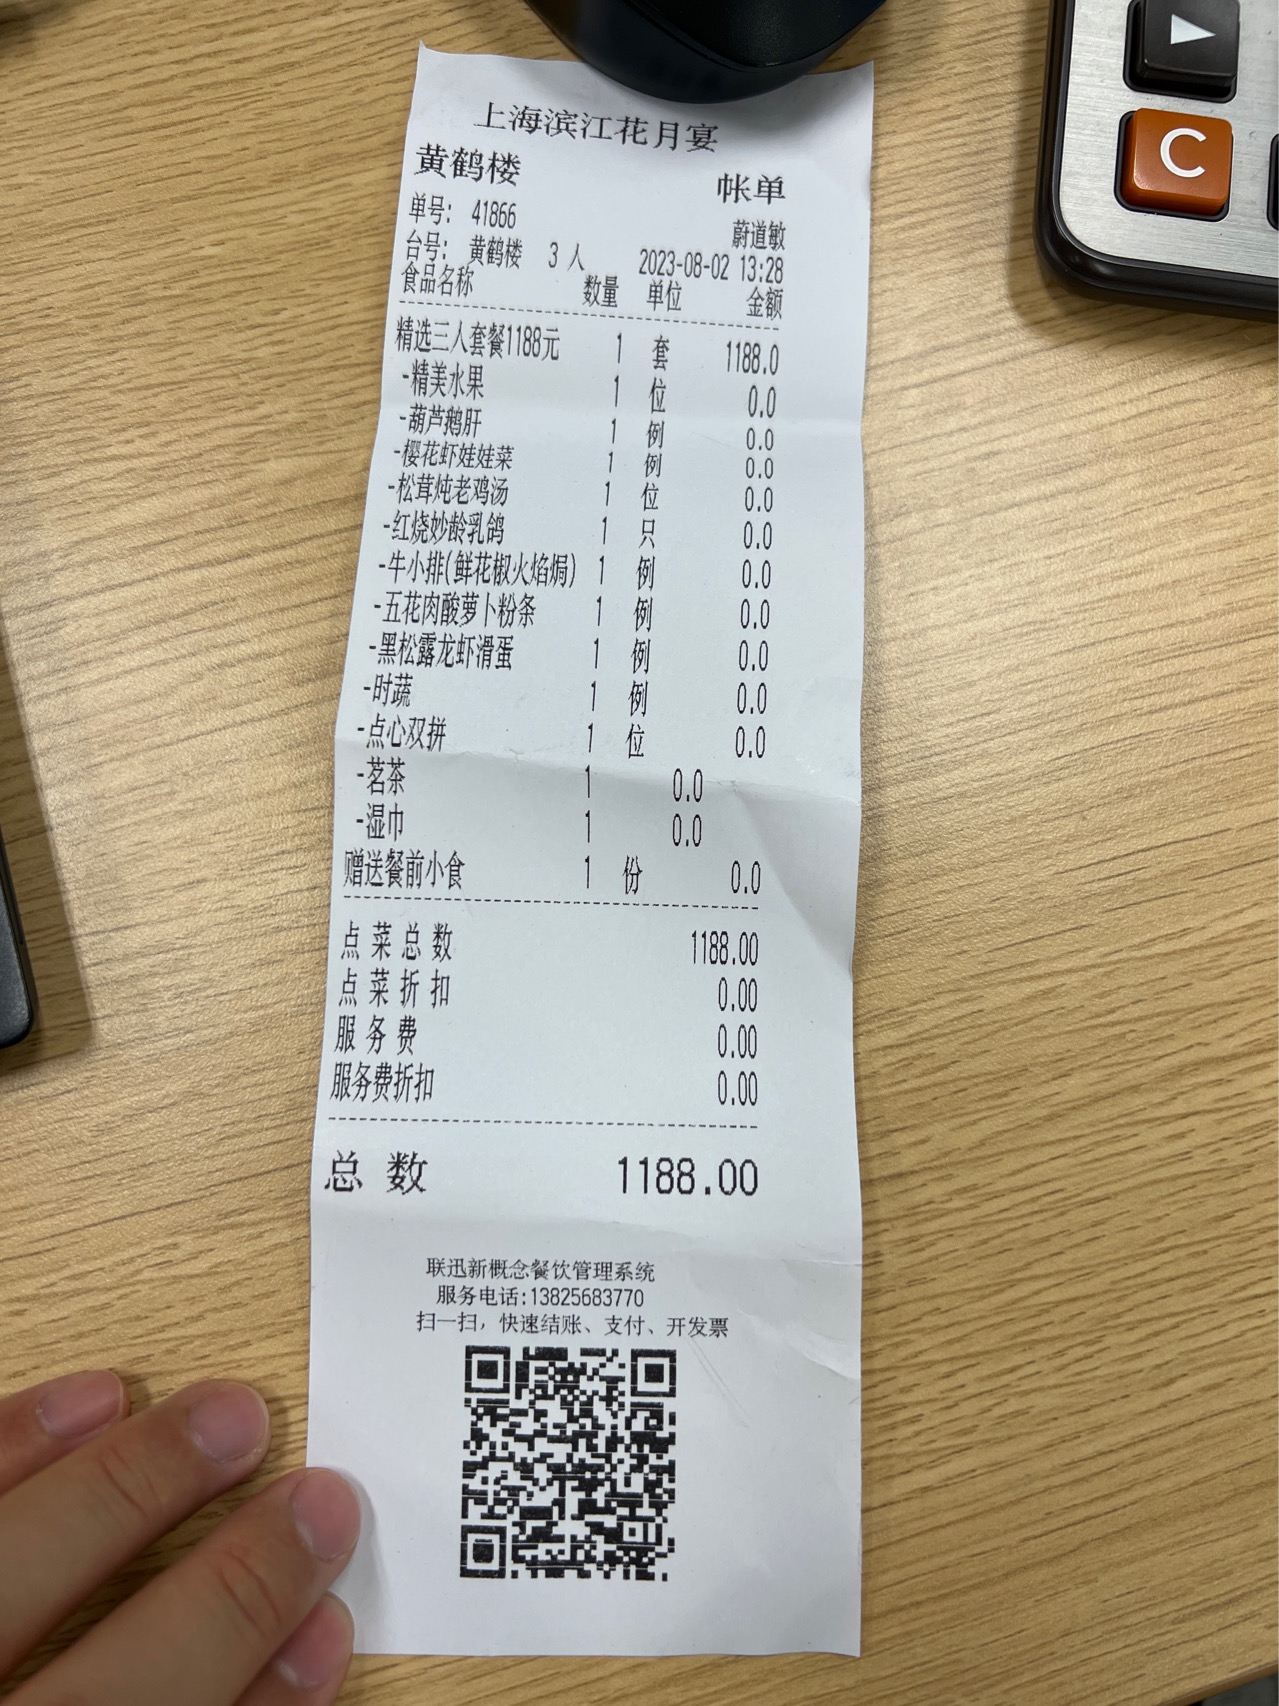 上海滨江花月宴
黄鹤楼 帐单
单号： 41866 蔚道敏
台号： 黄鹤楼 3 人 2023-08-02 13:28
食品名称 数量 单位 金额
精选三人套餐1188元 1 套 1188.0
-精美水果 1 位 0.0
-葫芦鹅肝 1 例 0.0
-樱花虾娃娃菜 1 例 0.0
-松茸炖老鸡汤 1 位 0.0
-红烧妙龄乳鸽 1 只 0.0
-牛小排(鲜花椒火焰焗) 1 例 0.0
-五花肉酸萝卜粉条 1 例 0.0
-黑松露龙虾滑蛋 1 例 0.0
-时蔬 1 例 0.0
-点心双拼 1 位 0.0
-茗茶 1 0.0
-湿巾 1 0.0
赠送餐前小食 1 份 0.0
点菜总数 1188.00
点菜折扣 0.00
服务费 0.00
服务费折扣 0.00
总数 1188.00
联迅新概念餐饮管理系统
服务电话:13825683770
扫一扫，快速结账、支付、开发票
C